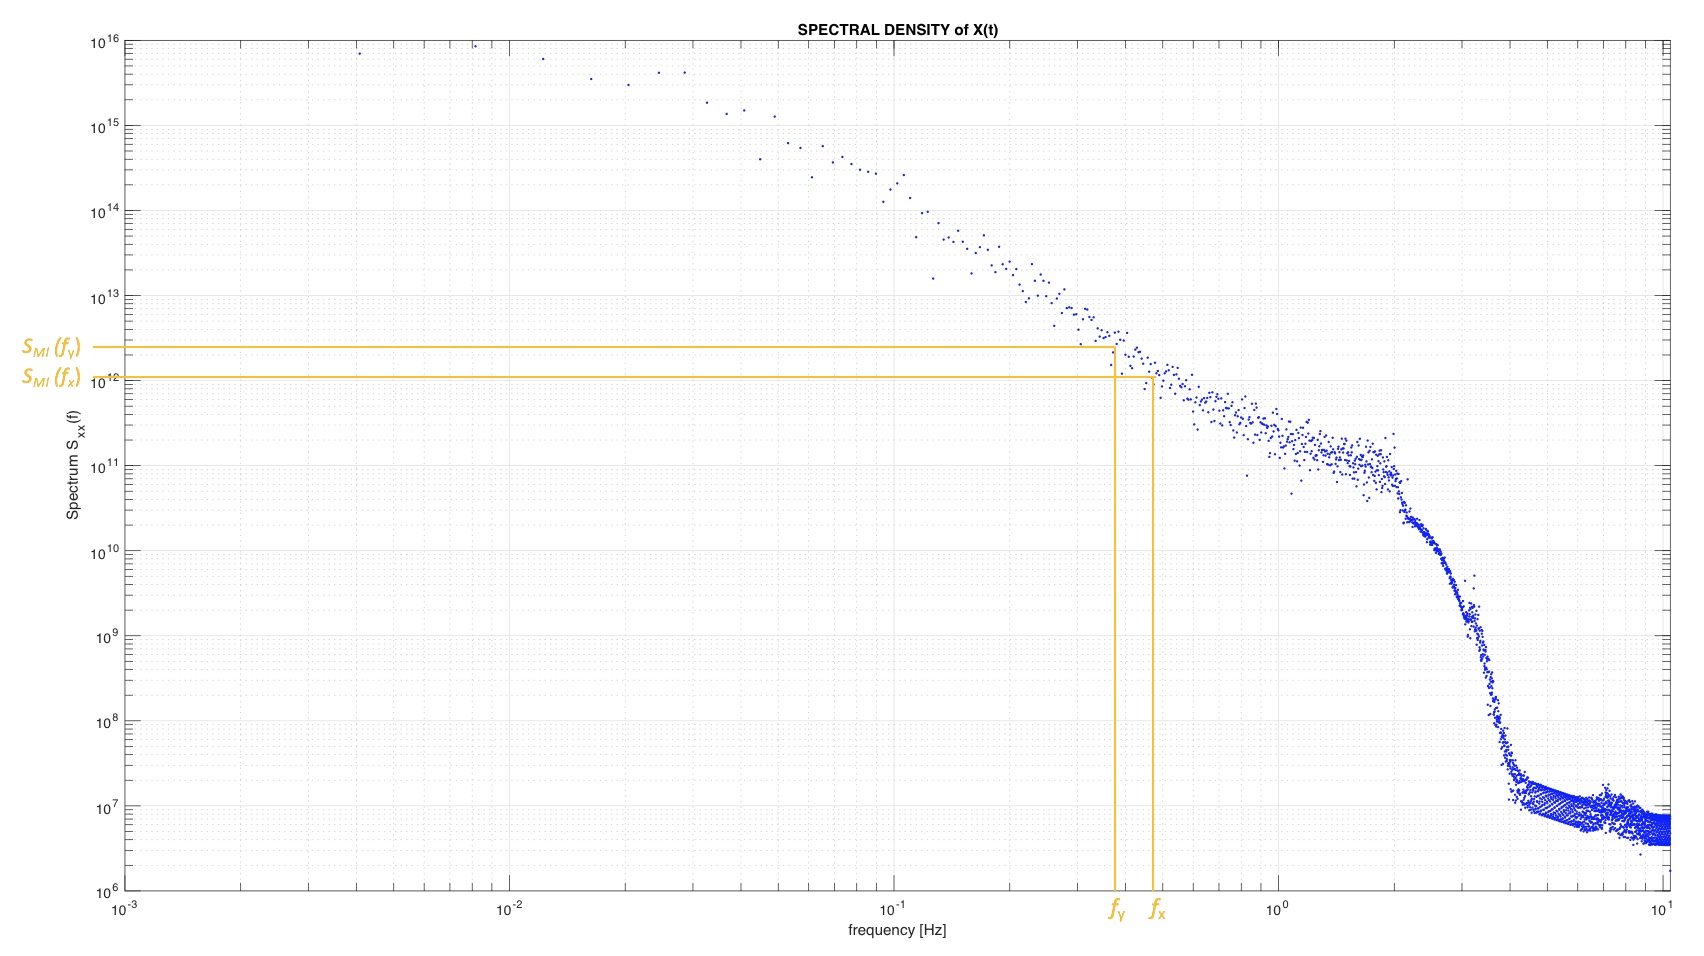 SPECTRAL DENSITY of X(t)
10^16
10^15
10^14
10^13
S_MI (f_y)
S_MI (f_x)
10^12
Spectrum S_xx(f)
10^11
10^10
10^9
10^8
10^7
10^6
10^-3
10^-2
10^-1
f_y
f_x
10^0
10^1
frequency [Hz]